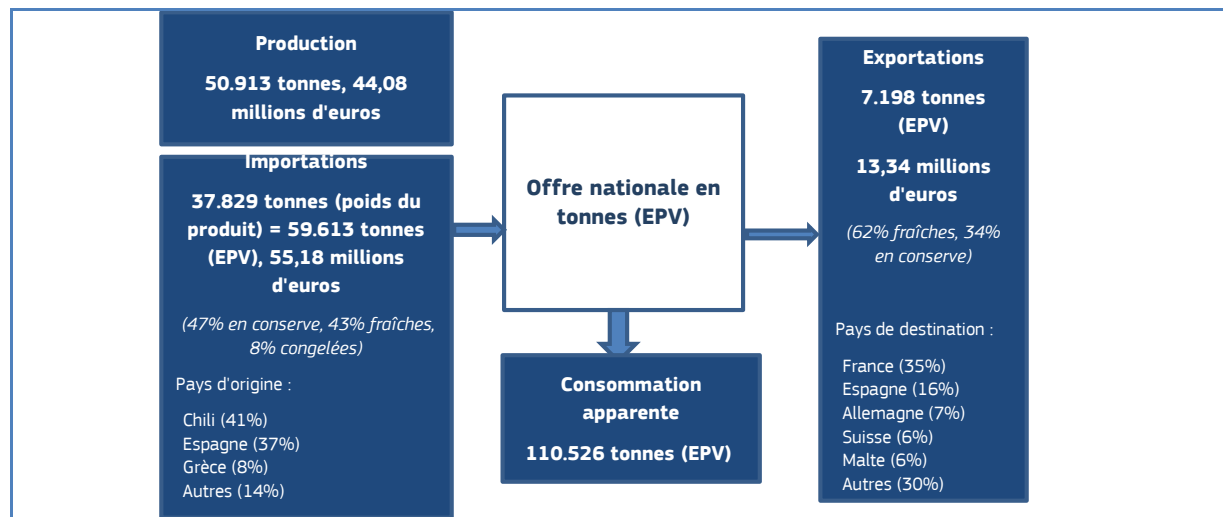 Production
50.913 tonnes, 44,08
millions d'euros
Importations
37.829 tonnes (poids du
produit) = 59.613 tonnes
(EPV), 55,18 millions
d'euros
(47% en conserve, 43% fraîches,
8% congelées)
Pays d'origine :
Chili (41%)
Espagne (37%)
Grèce (8%)
Autres (14%)
Offre nationale en
tonnes (EPV)
Consommation
apparente
110.526 tonnes (EPV)
Exportations
7.198 tonnes
(EPV)
13,34 millions
d'euros
(62% fraîches, 34%
en conserve)
Pays de destination :
France (35%)
Espagne (16%)
Allemagne (7%)
Suisse (6%)
Malte (6%)
Autres (30%)